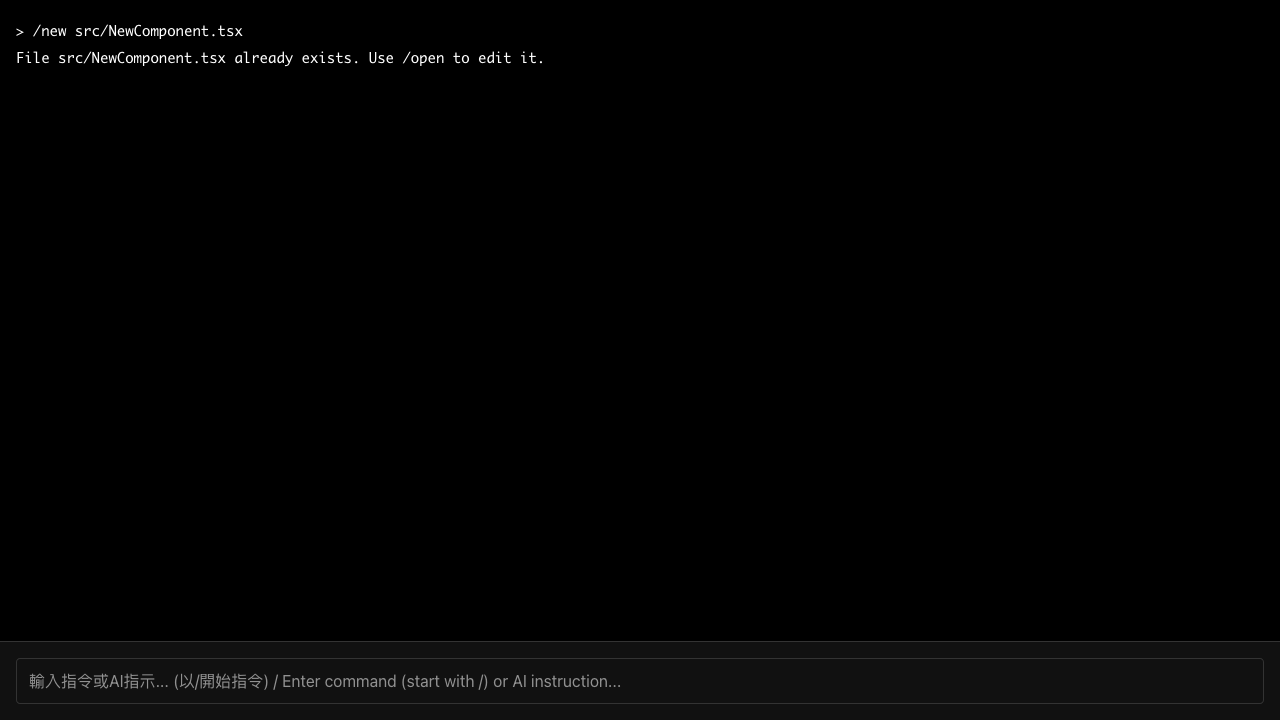 > /new src/NewComponent.tsx
File src/NewComponent.tsx already exists. Use /open to edit it.
輸入指令或AI指示... (以/開始指令) / Enter command (start with /) or AI instruction...